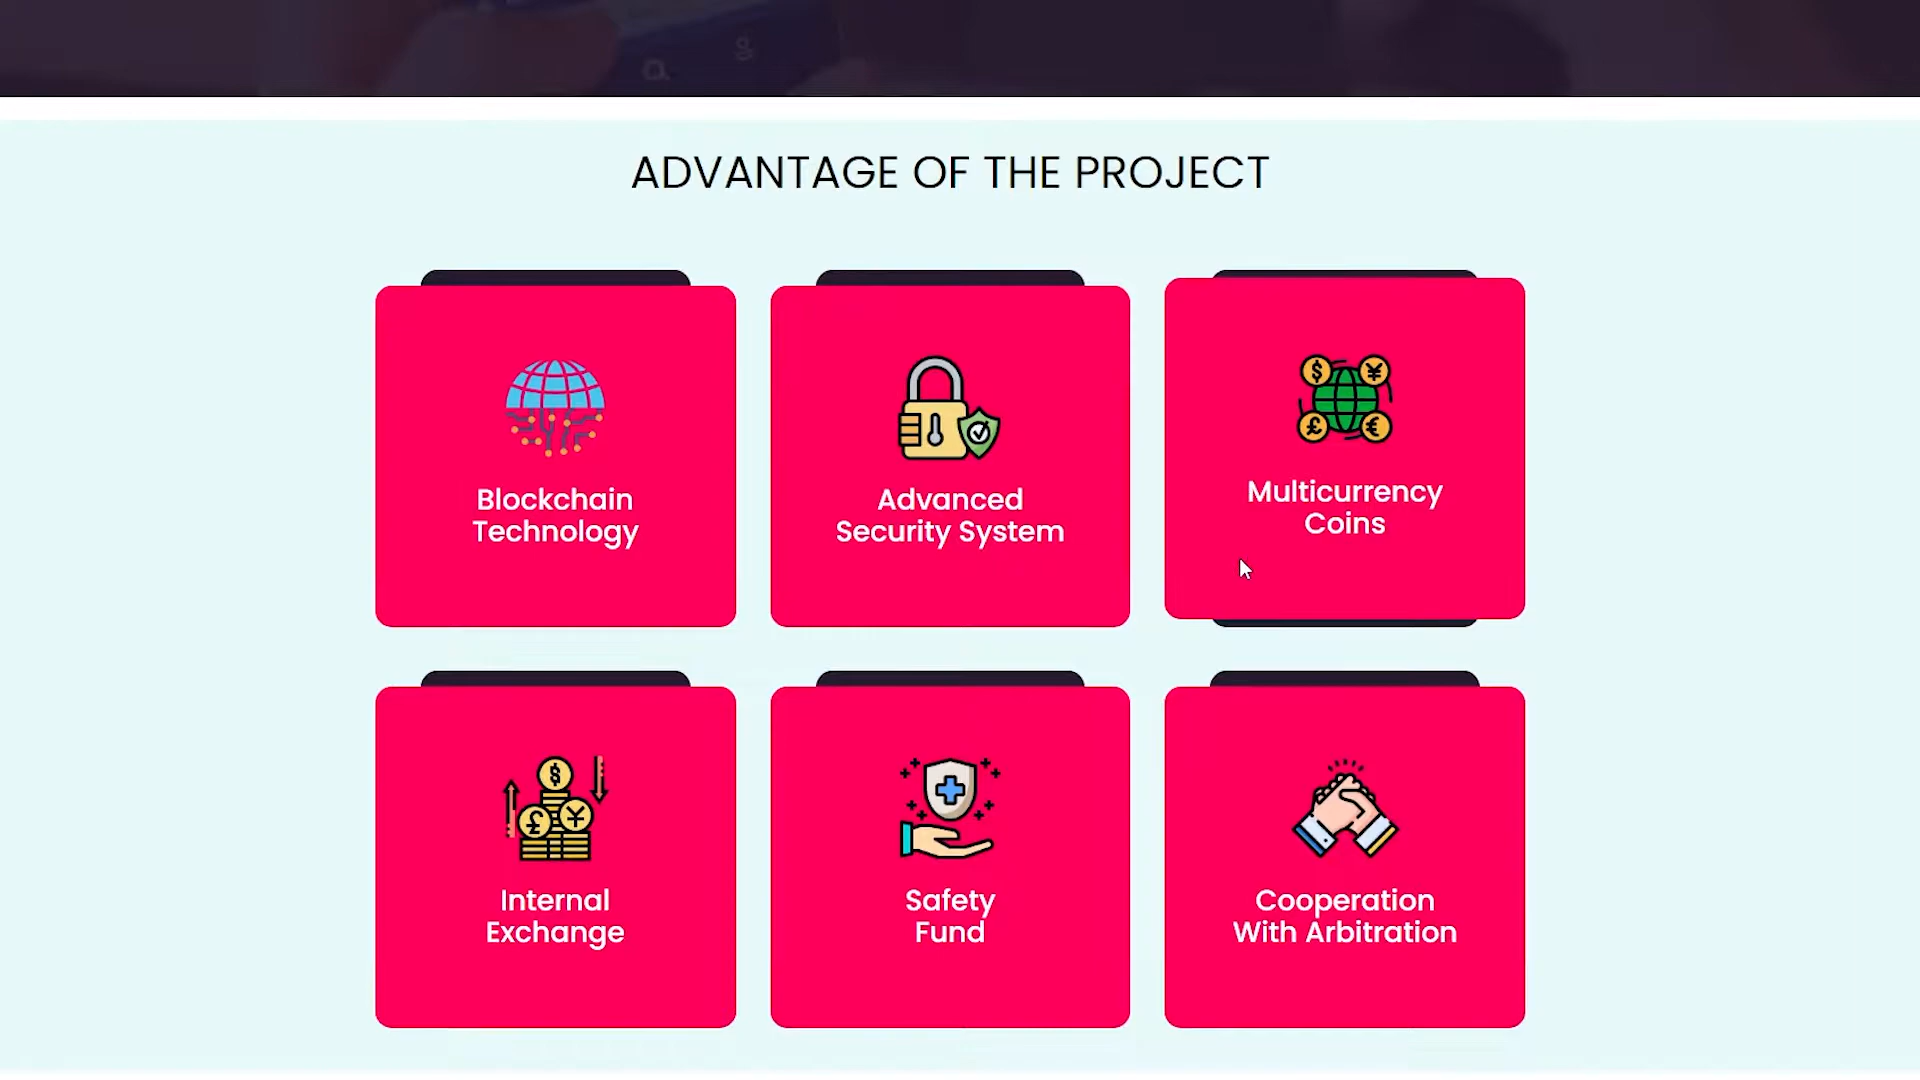 ADVANTAGE OF THE PROJECT
Blockchain
Technology
Advanced
Security System
Multicurrency
Coins
Internal
Exchange
Safety
Fund
Cooperation
With Arbitration